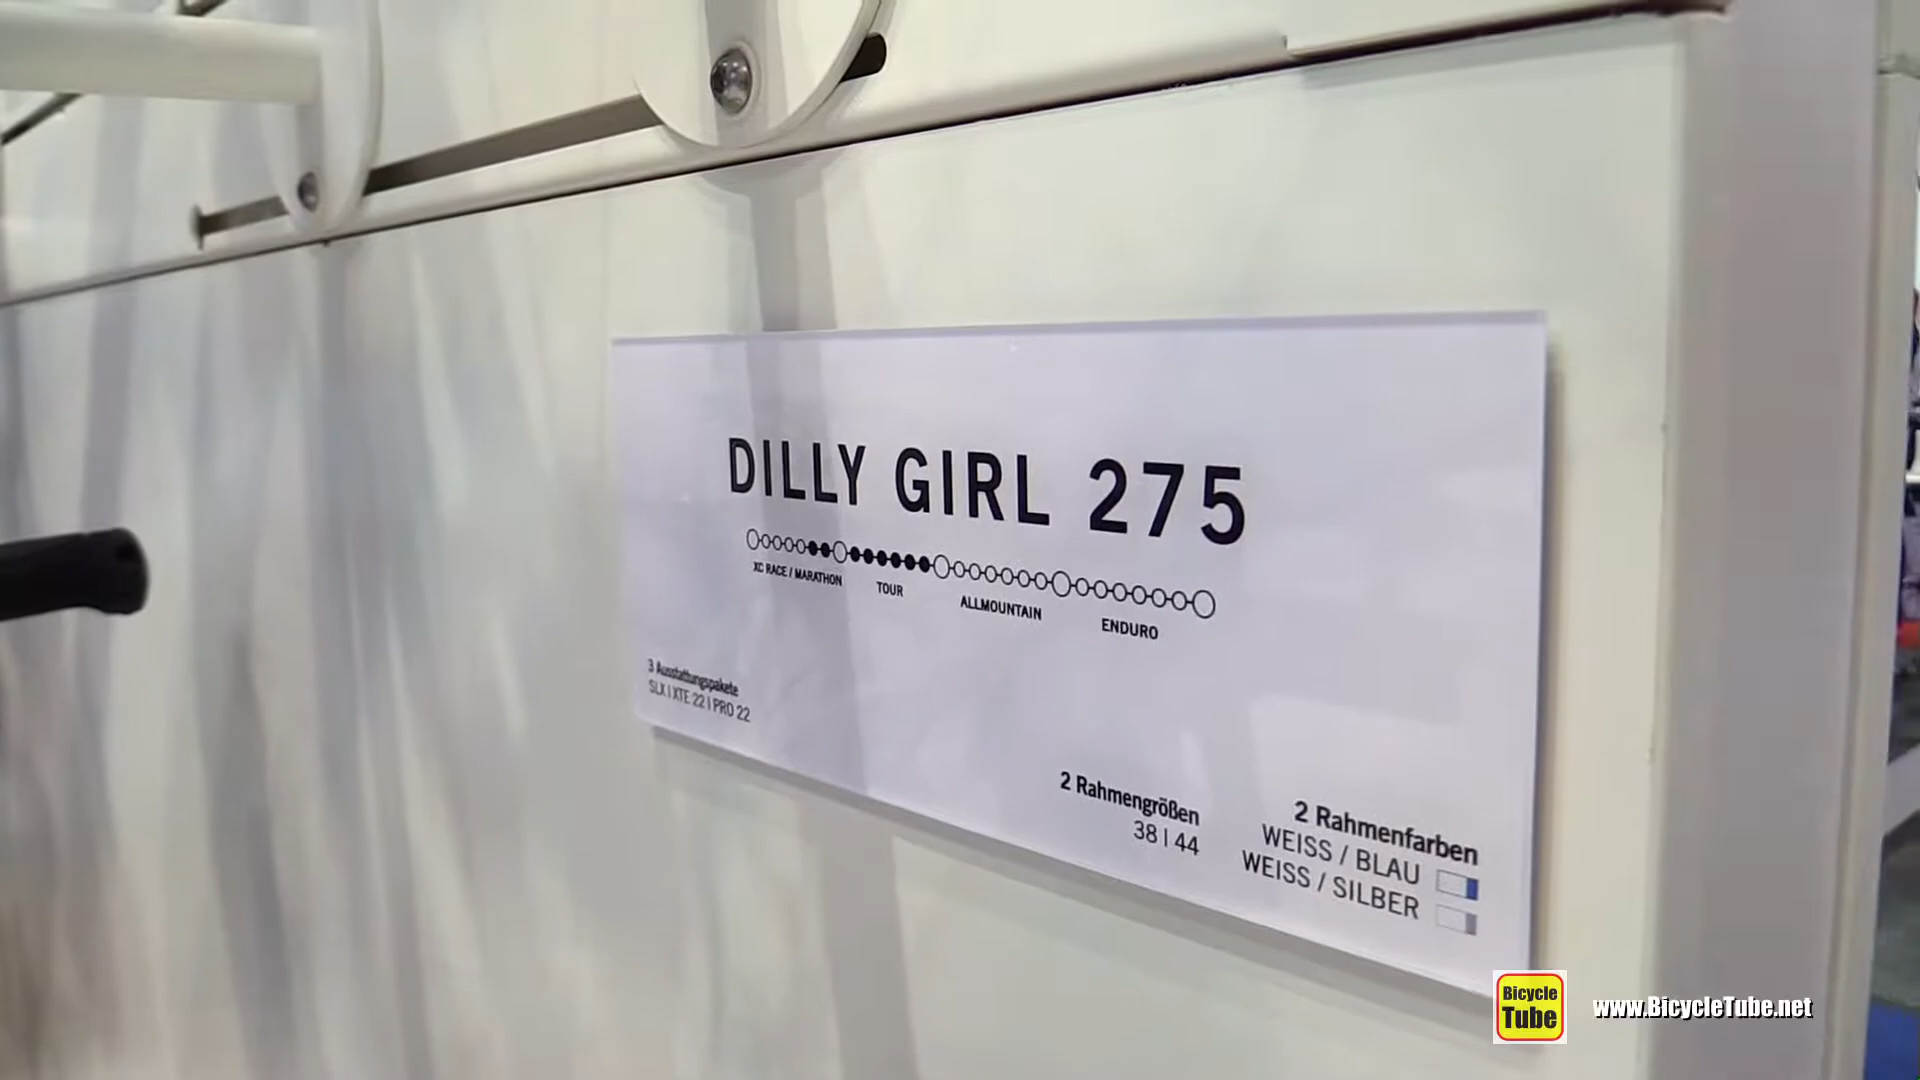 DILLY GIRL 275
XC RACE / MARATHON
TOUR
ALLMOUNTAIN
ENDURO
3 Ausstattungspakete
SLX | XTE 22 | PRO 22
2 Rahmengrößen
38 | 44
2 Rahmenfarben
WEISS / BLAU
WEISS / SILBER
Bicycle
Tube
www.BicycleTube.net